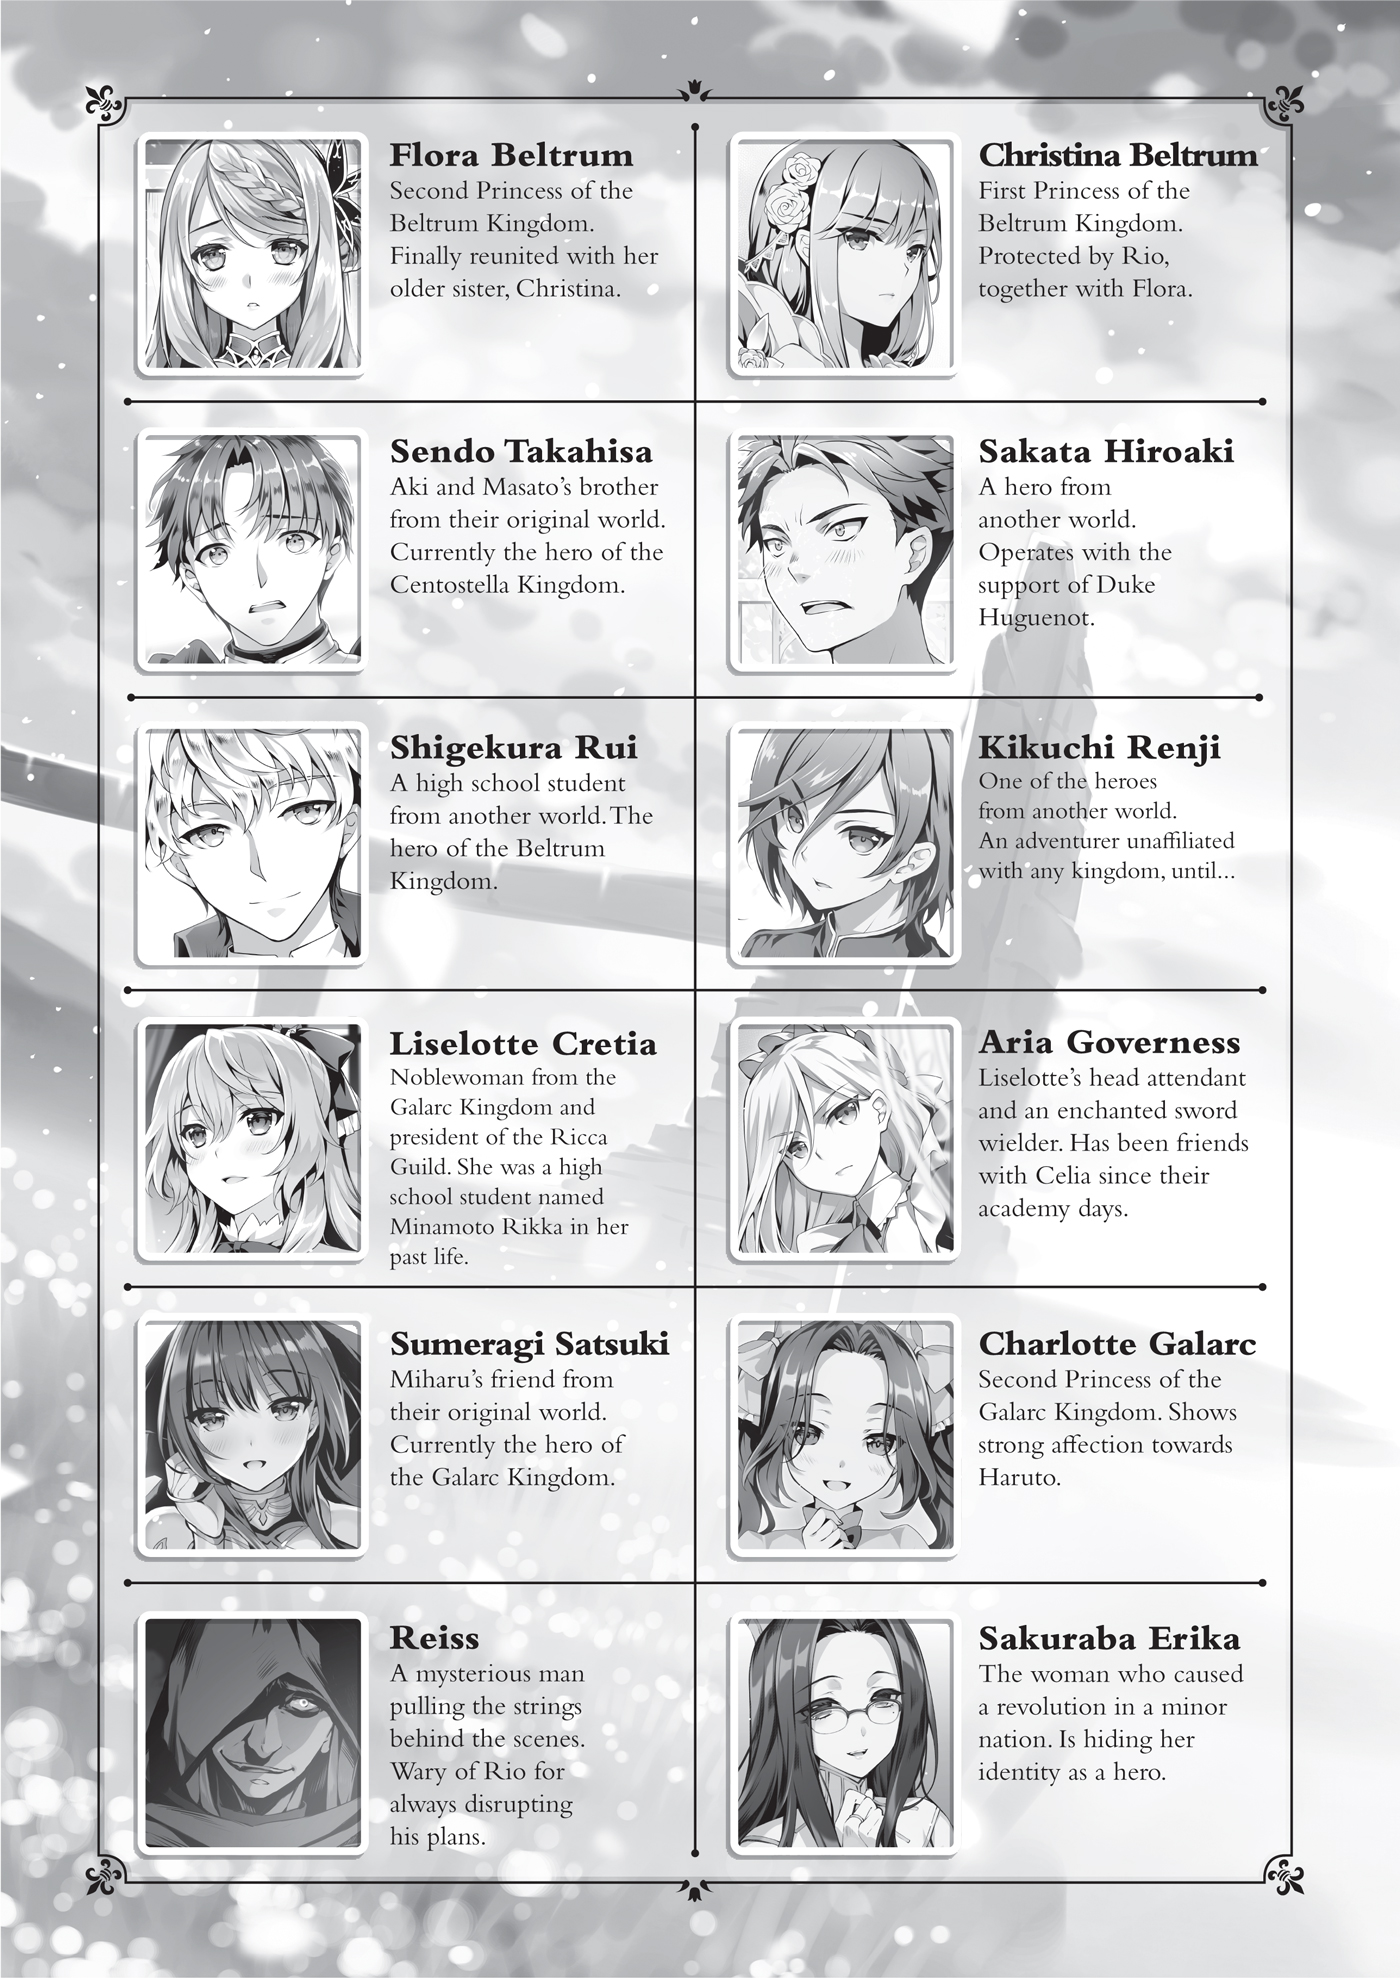 Flora Beltrum
Second Princess of the
Beltrum Kingdom.
Finally reunited with her
older sister, Christina.
Christina Beltrum
First Princess of the
Beltrum Kingdom.
Protected by Rio,
together with Flora.
Sendo Takahisa
Aki and Masato's brother
from their original world.
Currently the hero of the
Centostella Kingdom.
Sakata Hiroaki
A hero from
another world.
Operates with the
support of Duke
Huguenot.
Shigekura Rui
A high school student
from another world. The
hero of the Beltrum
Kingdom.
Kikuchi Renji
One of the heroes
from another world.
An adventurer unaffiliated
with any kingdom, until...
Liselotte Cretia
Noblewoman from the
Galarc Kingdom and
president of the Ricca
Guild. She was a high
school student named
Minamoto Rikka in her
past life.
Aria Governess
Liselotte's head attendant
and an enchanted sword
wielder. Has been friends
with Celia since their
academy days.
Sumeragi Satsuki
Miharu's friend from
their original world.
Currently the hero of
the Galarc Kingdom.
Charlotte Galarc
Second Princess of the
Galarc Kingdom. Shows
strong affection towards
Haruto.
Reiss
A mysterious man
pulling the strings
behind the scenes.
Wary of Rio for
always disrupting
his plans.
Sakuraba Erika
The woman who caused
a revolution in a minor
nation. Is hiding her
identity as a hero.